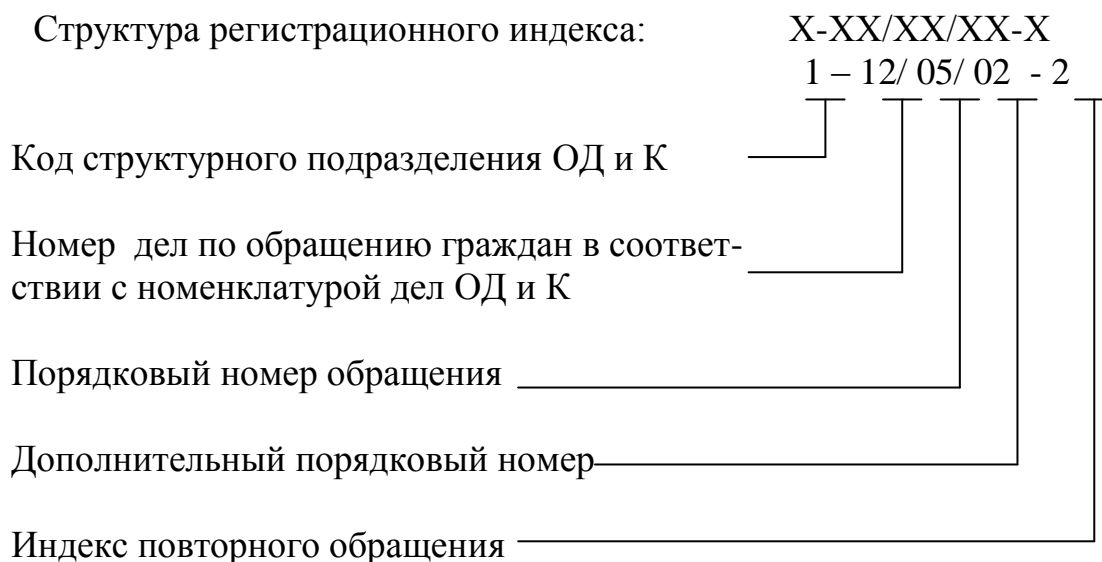 Структура регистрационного индекса: Х-ХХ/ХХ/ХХ-Х
1 – 12/ 05/ 02 - 2
Код структурного подразделения ОД и К
Номер дел по обращению граждан в соответ-
ствии с номенклатурой дел ОД и К
Порядковый номер обращения
Дополнительный порядковый номер
Индекс повторного обращения